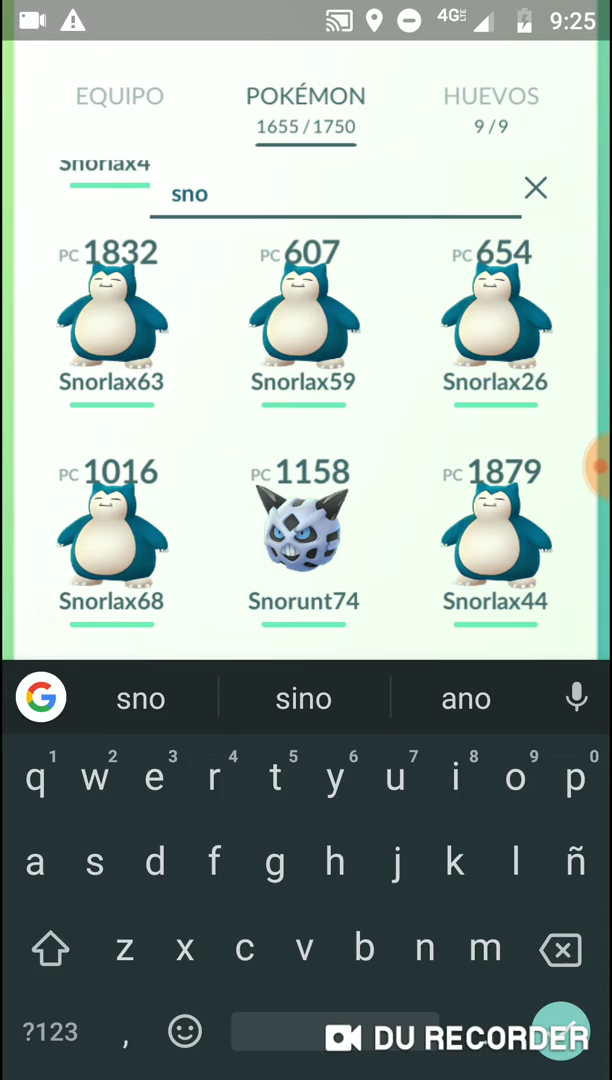 4G LTE 9:25
EQUIPO POKÉMON HUEVOS
1655/1750 9/9
Snorlax4
sno
PC 1832 PC 607 PC 654
Snorlax63 Snorlax59 Snorlax26
PC 1016 PC 1158 PC 1879
Snorlax68 Snorunt74 Snorlax44
G sno sino ano
1 2 3 4 5 6 7 8 9 0
q w e r t y u i o p
a s d f g h j k l ñ
z x c v b n m
?123 , DU RECORDER